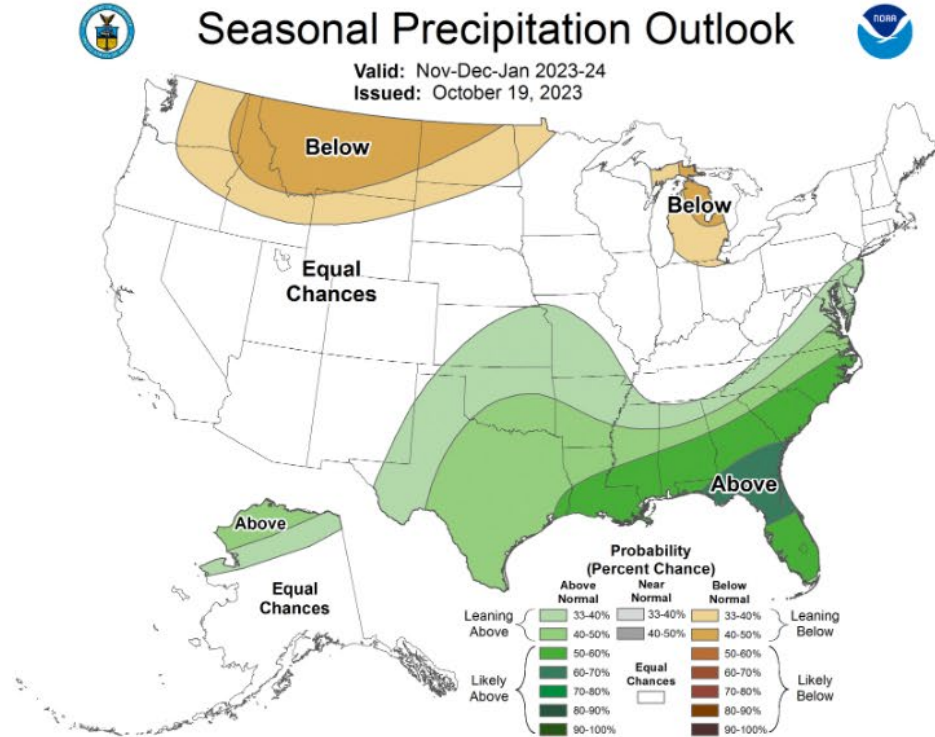 Seasonal Precipitation Outlook
NOAA
Valid: Nov-Dec-Jan 2023-24
Issued: October 19, 2023
Below
Below
Equal
Chances
Above
Above
Equal
Chances
Probability
(Percent Chance)
Above
Normal
Near
Normal
Below
Normal
Leaning
Above
33-40%
33-40%
33-40%
Leaning
Below
40-50%
40-50%
40-50%
Likely
Above
50-60%
60-70%
70-80%
80-90%
90-100%
Equal
Chances
50-60%
60-70%
70-80%
80-90%
90-100%
Likely
Below